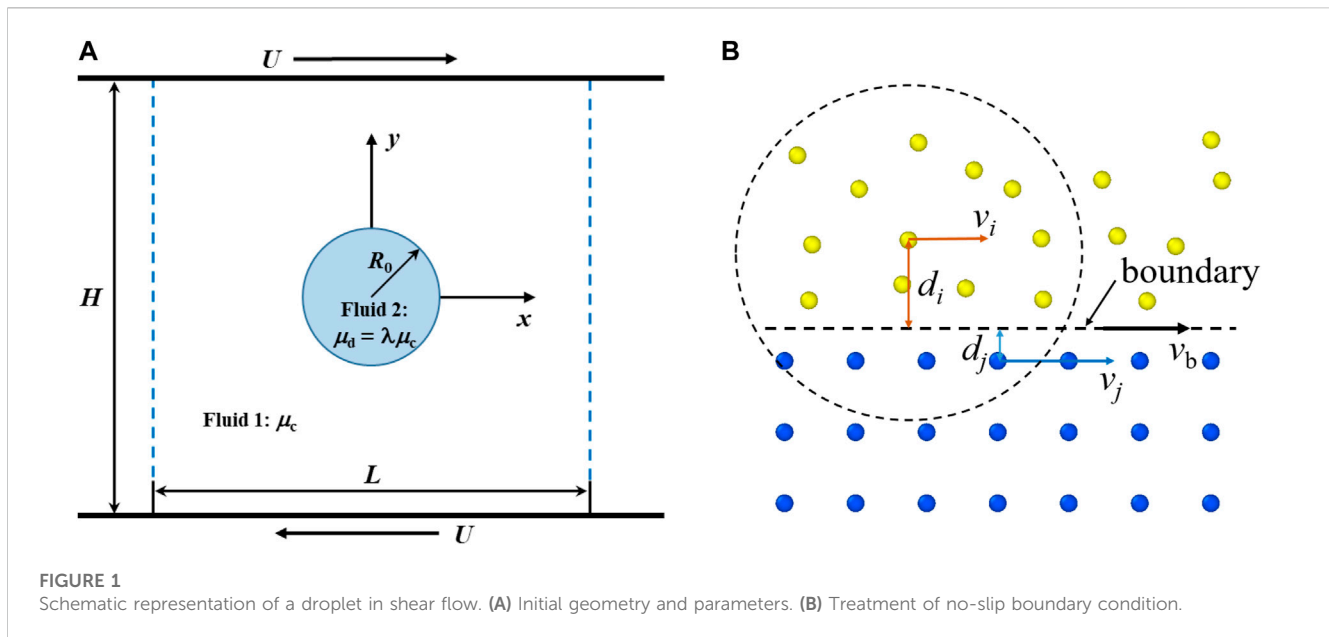 A
U
y
R₀
H
Fluid 2:
μd = λμc
x
Fluid 1: μc
L
U
B
vᵢ
dᵢ
boundary
dⱼ
v_b
vⱼ
FIGURE 1
Schematic representation of a droplet in shear flow. (A) Initial geometry and parameters. (B) Treatment of no-slip boundary condition.